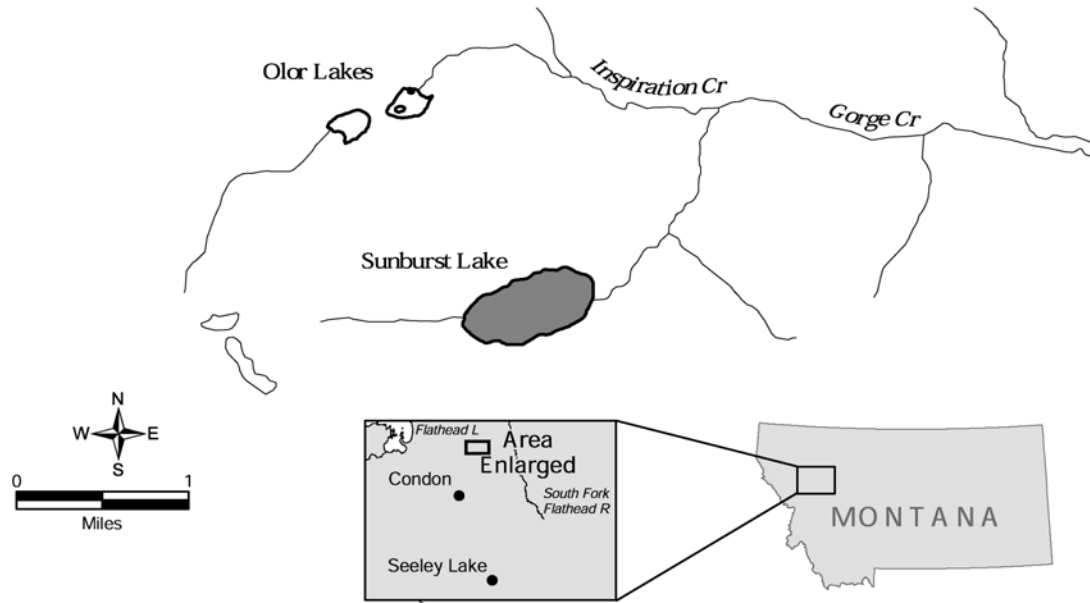 Olor Lakes
Inspiration Cr
Gorge Cr
Sunburst Lake
N
W E
S
0 1
Miles
Flathead L
Area
Enlarged
Condon
South Fork
Flathead R
Seeley Lake
MONTANA